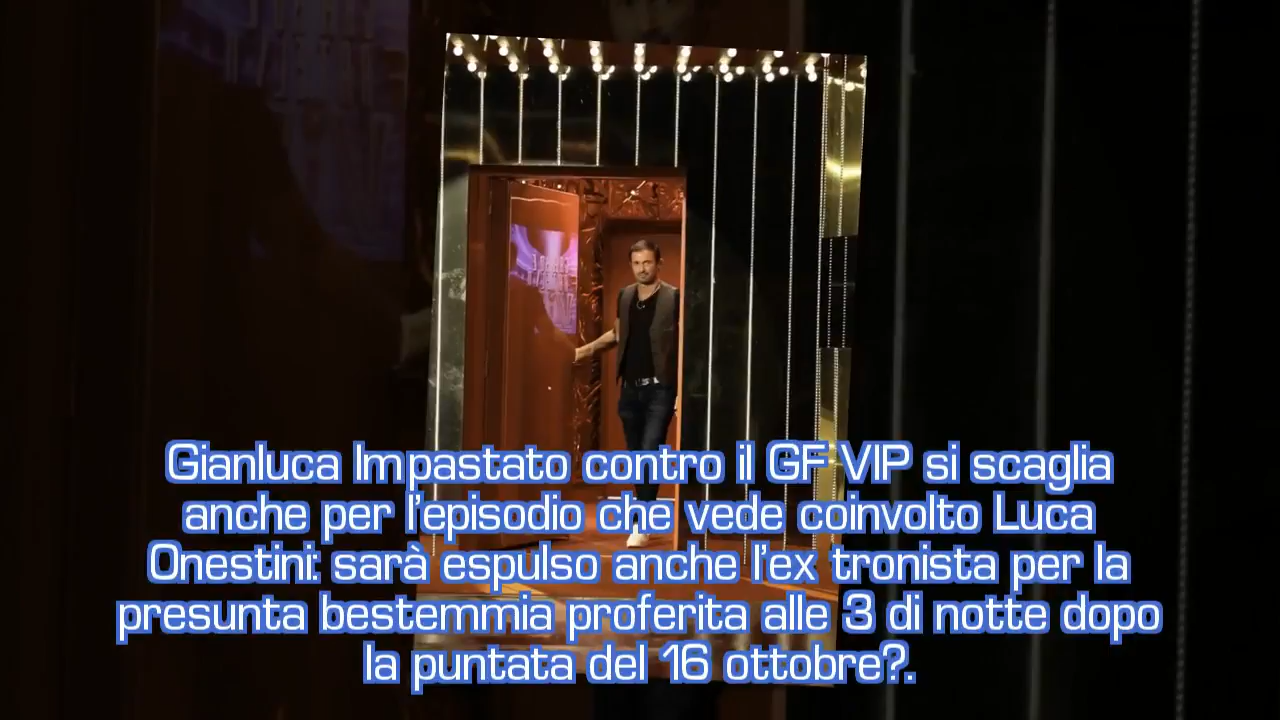 Gianluca Impastato contro il GF VIP si scaglia
anche per l'episodio che vede coinvolto Luca
Onestini: sarà espulso anche l'ex tronista per la
presunta bestemmia proferita alle 3 di notte dopo
la puntata del 16 ottobre?.